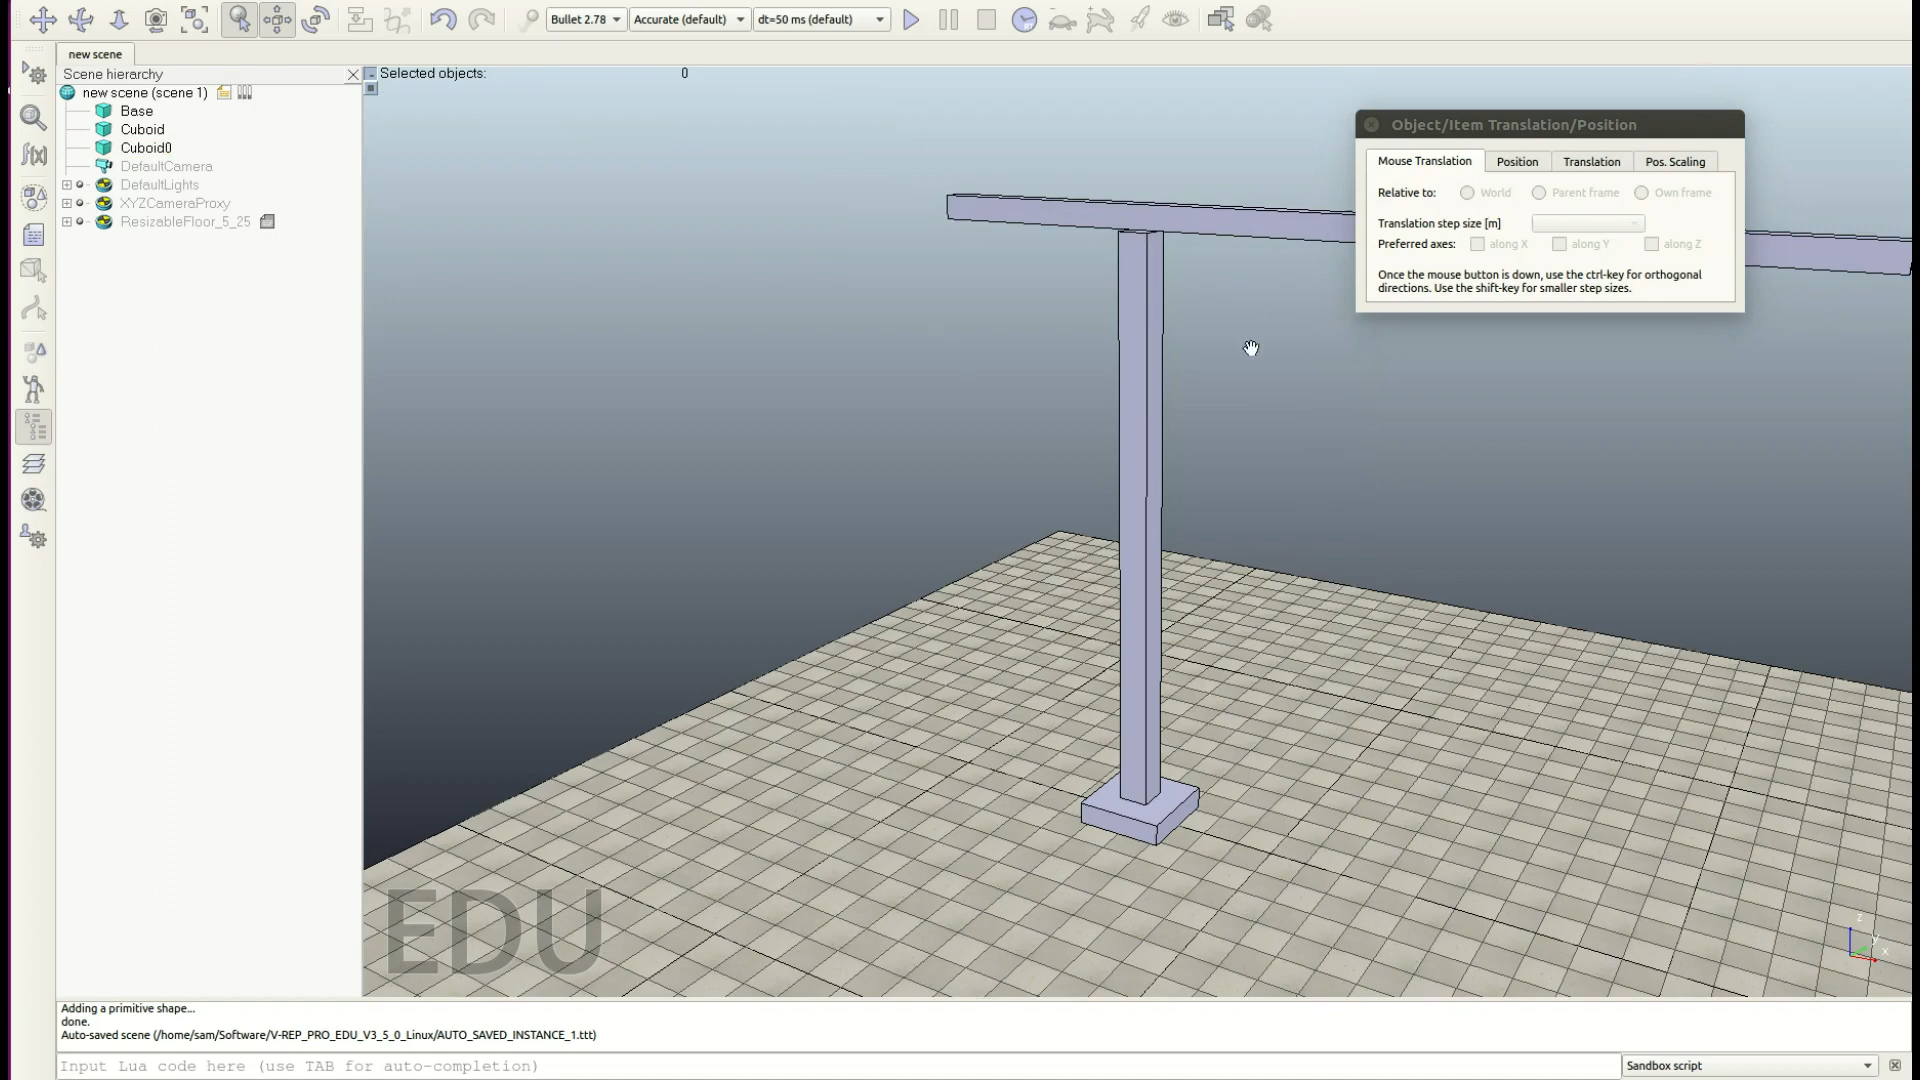 Bullet 2.78
Accurate (default)
dt=50 ms (default)
new scene
Scene hierarchy
Selected objects: 0
new scene (scene 1)
Base
Cuboid
Cuboid0
DefaultCamera
DefaultLights
XYZCameraProxy
ResizableFloor_5_25
f(x)
Object/Item Translation/Position
Mouse Translation
Position
Translation
Pos. Scaling
Relative to: World Parent frame Own frame
Translation step size [m]
Preferred axes: along X along Y along Z
Once the mouse button is down, use the ctrl-key for orthogonal
directions. Use the shift-key for smaller step sizes.
EDU
z
y
x
Adding a primitive shape...
done.
Auto-saved scene (/home/sam/Software/V-REP_PRO_EDU_V3_5_0_Linux/AUTO_SAVED_INSTANCE_1.ttt)
Input Lua code here (use TAB for auto-completion)
Sandbox script